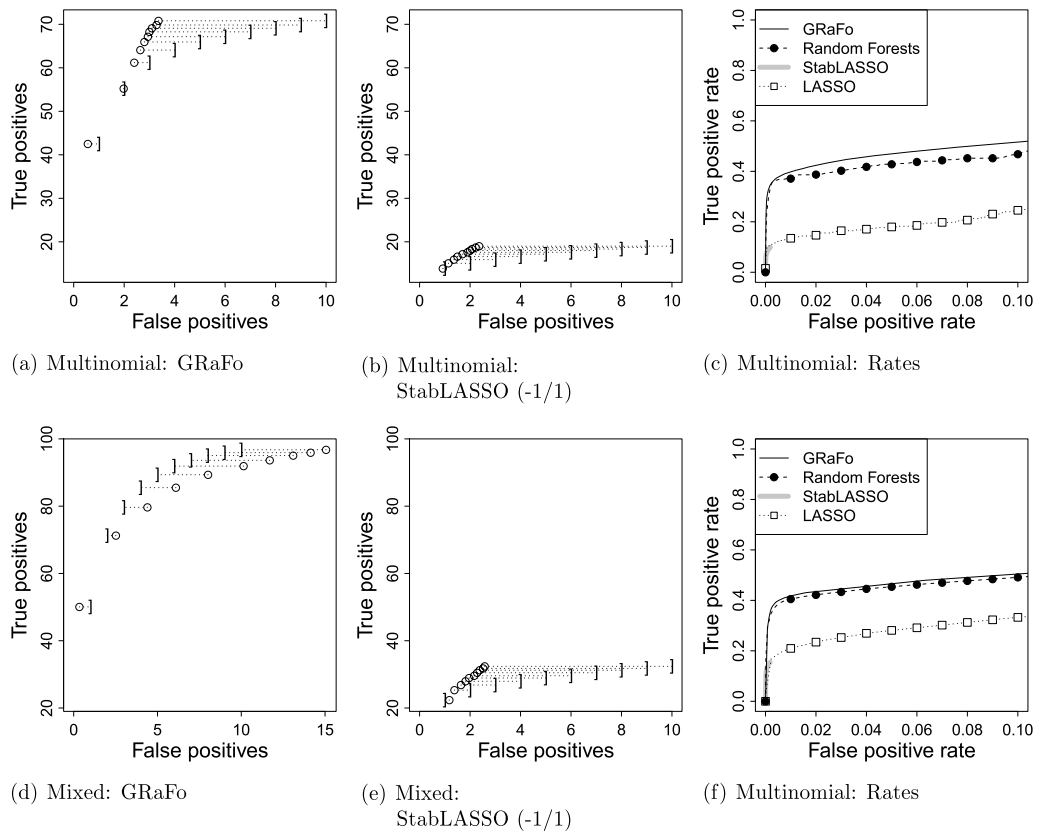 True positives
70
60
50
40
30
20
0 2 4 6 8 10
False positives
(a) Multinomial: GRaFo
True positives
70
60
50
40
30
20
0 2 4 6 8 10
False positives
(b) Multinomial:
StabLASSO (-1/1)
True positive rate
1.0
0.8
0.6
0.4
0.2
0.0
GRaFo
Random Forests
StabLASSO
LASSO
0.00 0.02 0.04 0.06 0.08 0.10
False positive rate
(c) Multinomial: Rates
True positives
100
80
60
40
20
0 5 10 15
False positives
(d) Mixed: GRaFo
True positives
100
80
60
40
20
0 2 4 6 8 10
False positives
(e) Mixed:
StabLASSO (-1/1)
True positive rate
1.0
0.8
0.6
0.4
0.2
0.0
GRaFo
Random Forests
StabLASSO
LASSO
0.00 0.02 0.04 0.06 0.08 0.10
False positive rate
(f) Multinomial: Rates